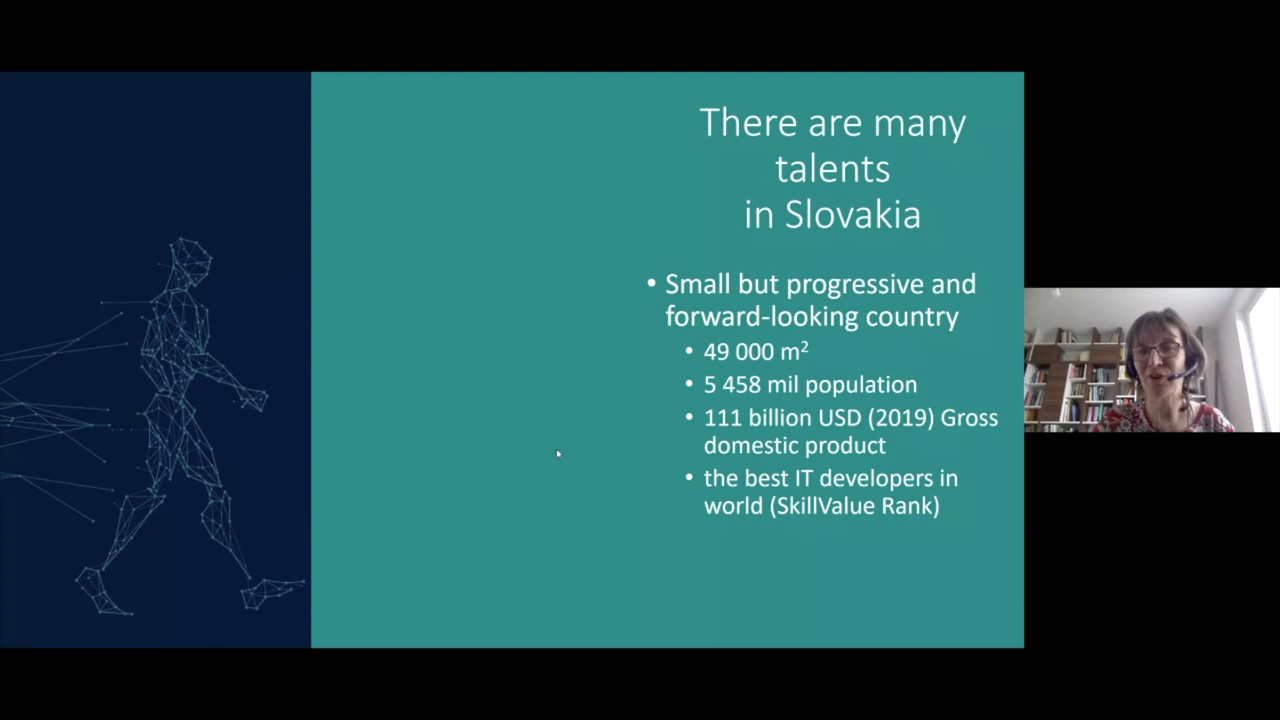 There are many
talents
in Slovakia
• Small but progressive and
forward-looking country
• 49 000 m²
• 5 458 mil population
• 111 billion USD (2019) Gross
domestic product
• the best IT developers in
world (SkillValue Rank)